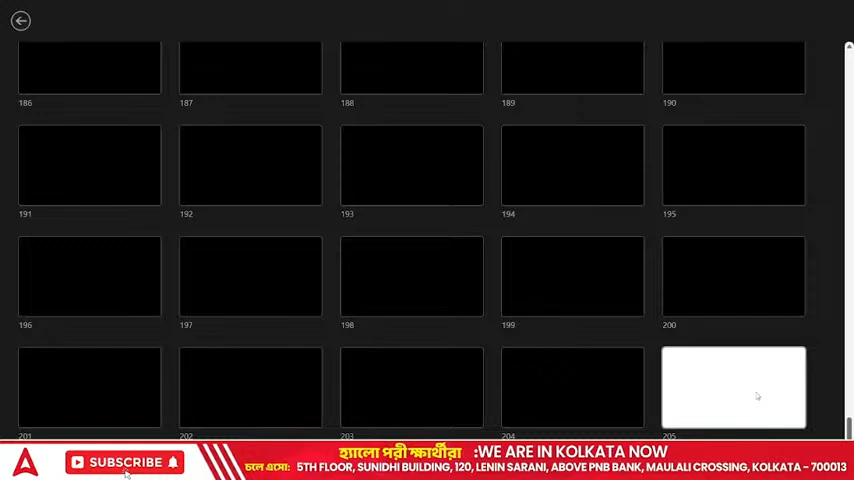 186 187 188 189 190
191 192 193 194 195
196 197 198 199 200
201 202 203 204 205
SUBSCRIBE
হ্যালো পরীক্ষার্থীরা :WE ARE IN KOLKATA NOW
চলে এসো: 5TH FLOOR, SUNIDHI BUILDING, 120, LENIN SARANI, ABOVE PNB BANK, MAULALI CROSSING, KOLKATA - 700013